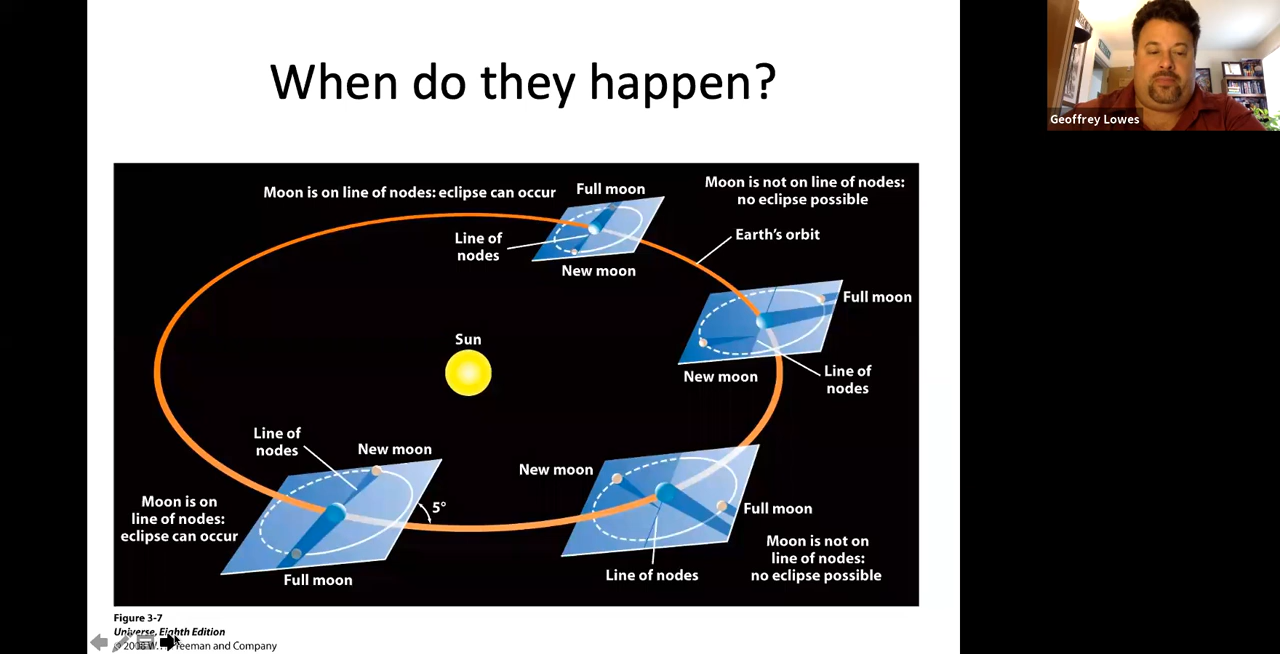 When do they happen?
Geoffrey Lowes
Moon is on line of nodes: eclipse can occur
Full moon
Moon is not on line of nodes:
no eclipse possible
Line of
nodes
Earth's orbit
New moon
Full moon
Sun
New moon
Line of
nodes
Line of
nodes
New moon
New moon
Moon is on
line of nodes:
eclipse can occur
5°
Full moon
Full moon
Line of nodes
Moon is not on
line of nodes:
no eclipse possible
Figure 3-7
Universe, Eighth Edition
Freeman and Company